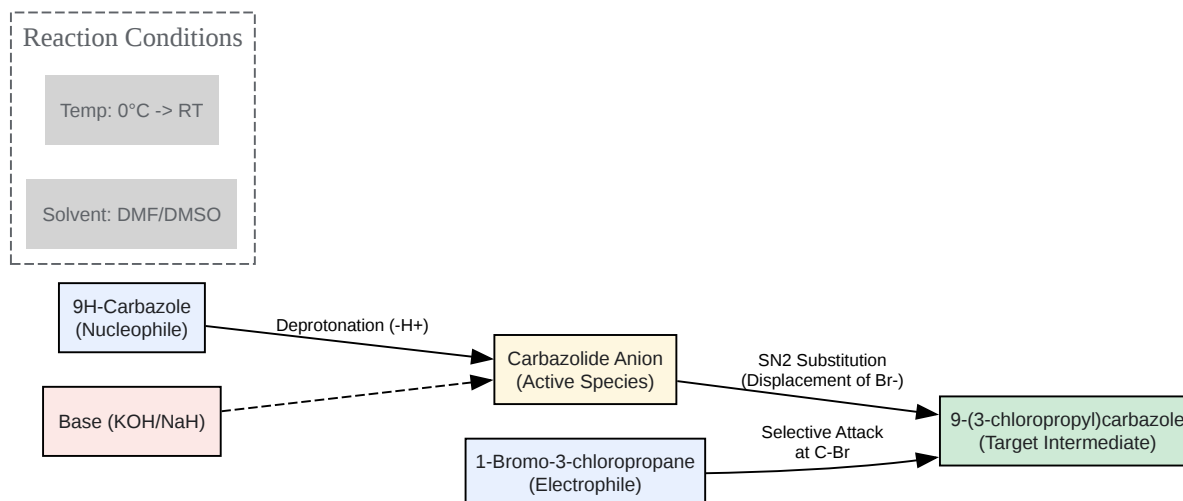 Reaction Conditions
Temp: 0°C -> RT
Solvent: DMF/DMSO
9H-Carbazole
(Nucleophile)
Deprotonation (-H+)
Base (KOH/NaH)
Carbazolide Anion
(Active Species)
SN2 Substitution
(Displacement of Br-)
1-Bromo-3-chloropropane
(Electrophile)
Selective Attack
at C-Br
9-(3-chloropropyl)carbazole
(Target Intermediate)